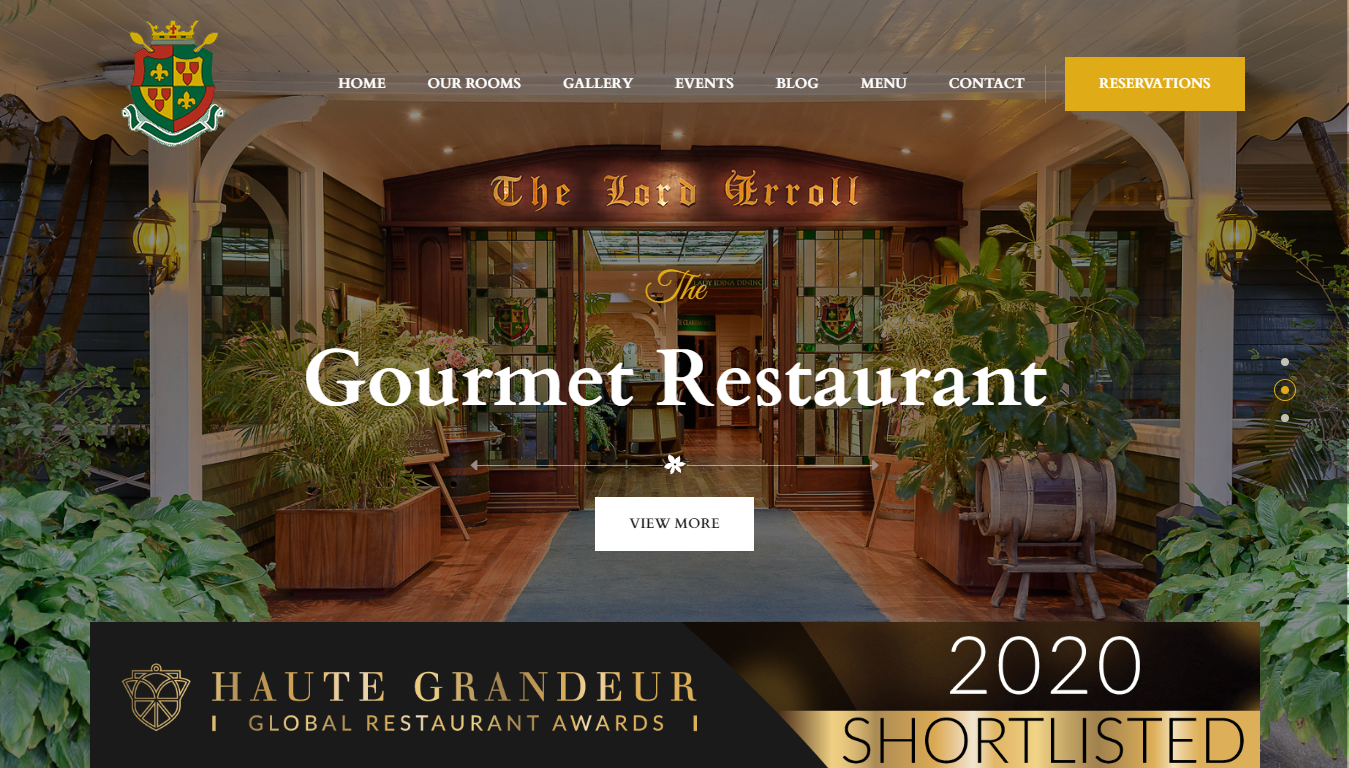 HOME OUR ROOMS GALLERY EVENTS BLOG MENU CONTACT RESERVATIONS
The Lord Erroll
The
Gourmet Restaurant
VIEW MORE
HAUTE GRANDEUR
GLOBAL RESTAURANT AWARDS
2020
SHORTLISTED